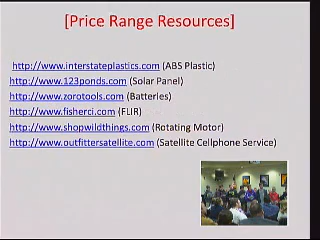 [Price Range Resources]
http://www.interstateplastics.com (ABS Plastic)
http://www.123ponds.com (Solar Panel)
http://www.zorotools.com (Batteries)
http://www.fisherci.com (FLIR)
http://www.shopwildthings.com (Rotating Motor)
http://www.outfittersatellite.com (Satellite Cellphone Service)